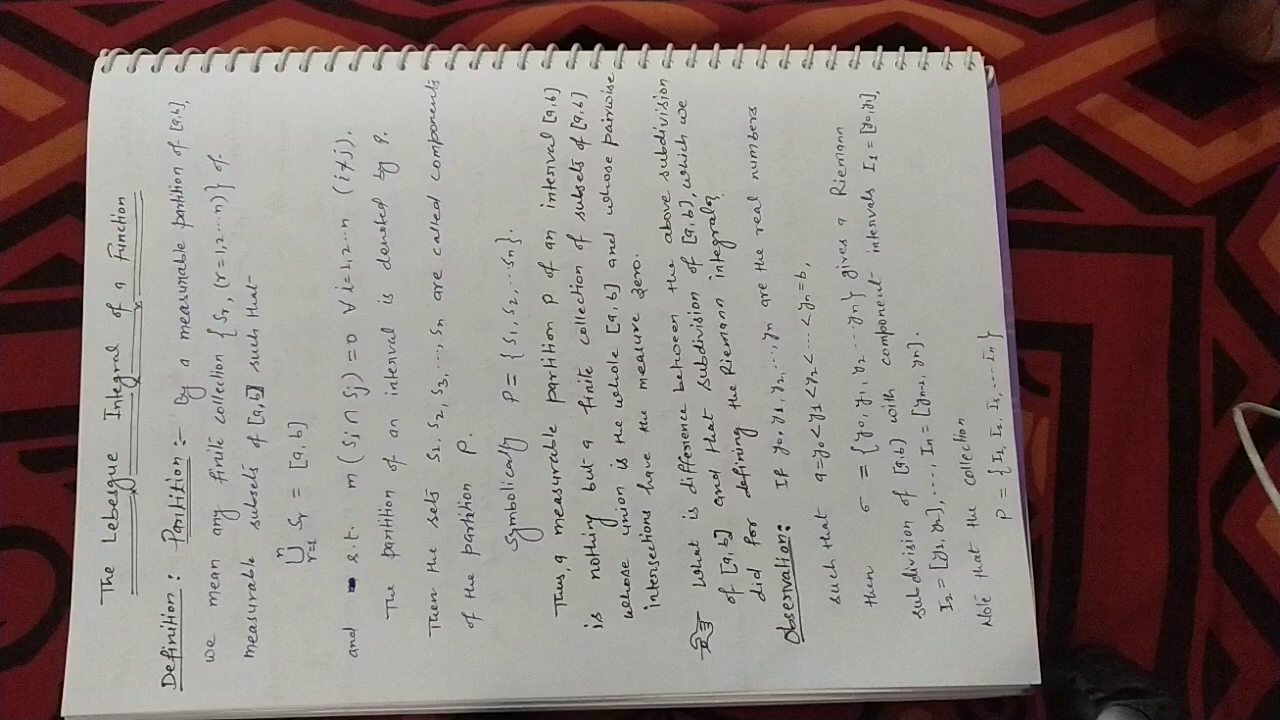 The Lebesgue Integral of a Function
Definition: Partition:- By a measurable partition of [a,b],
we mean any finite collection {Sr, (r=1,2...n)} of
measurable subsets of [a,b] such that
n⋃r=1 Sr = [a,b]
and s.t. m(Si ∩ Sj) = 0 ∀ i=1,2...n (i≠j).
The partition of an interval is denoted by P.
Then the sets S1, S2, S3, ..., Sn are called components
of the partition P.
Symbolically P = {S1, S2, ... Sn}.
Thus, a measurable partition P of an interval [a,b]
is nothing but a finite collection of subsets of [a,b]
whose union is the whole [a,b] and whose pairwise
intersections have the measure zero.
What is difference between the above subdivision
of [a,b] and that subdivision of [a,b], which we
did for defining the Riemann integral?
Observation: If y0, y1, y2, ..., yn are the real numbers
such that a=y0<y1<y2<...<yn=b,
then σ = {y0, y1, y2 ... yn} gives a Riemann
subdivision of [a,b] with component intervals I1 = [y0,y1],
I2 = [y1,y2], ..., In = [yn-1, yn].
Note that the collection
P = {I1, I2, I3, ... In}